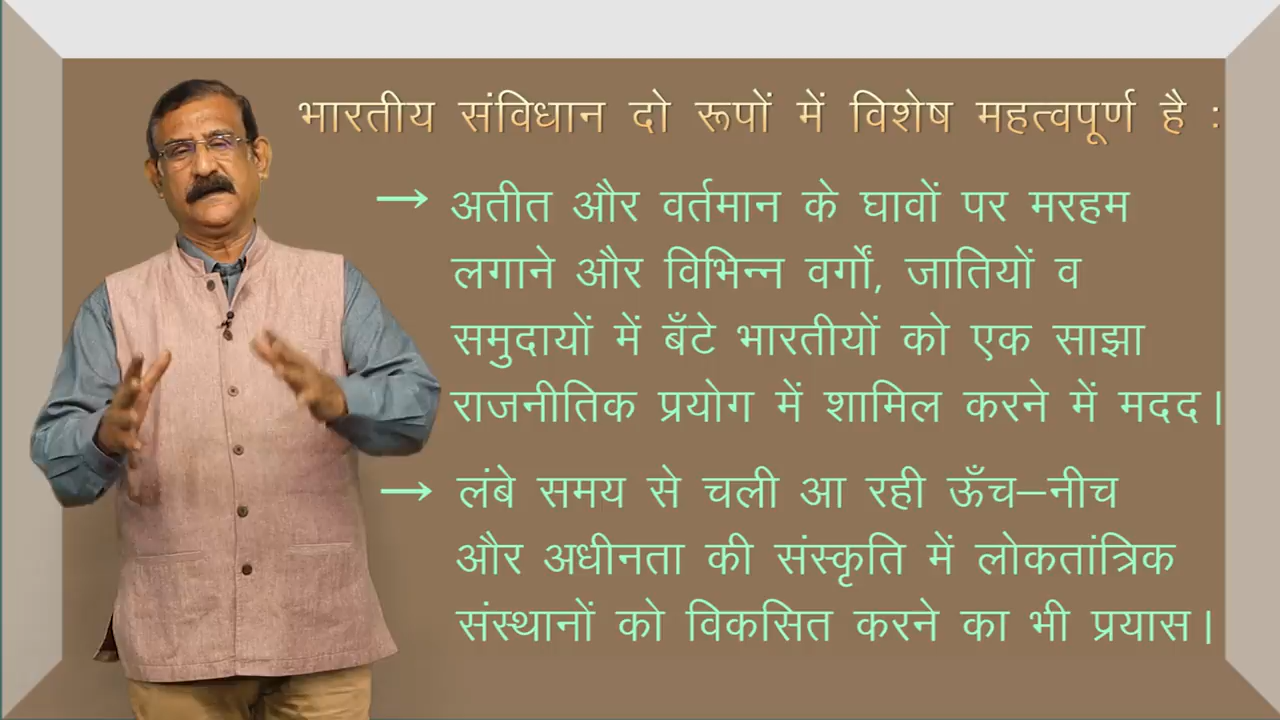 भारतीय संविधान दो रूपों में विशेष महत्वपूर्ण है :
→ अतीत और वर्तमान के घावों पर मरहम
लगाने और विभिन्न वर्गों, जातियों व
समुदायों में बँटे भारतीयों को एक साझा
राजनीतिक प्रयोग में शामिल करने में मदद।
→ लंबे समय से चली आ रही ऊँच–नीच
और अधीनता की संस्कृति में लोकतांत्रिक
संस्थानों को विकसित करने का भी प्रयास।